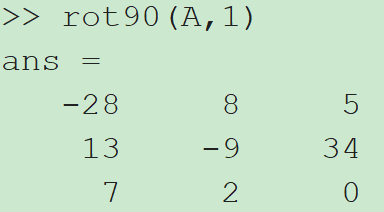 >> rot90(A,1)
ans =
-28 8 5
13 -9 34
7 2 0